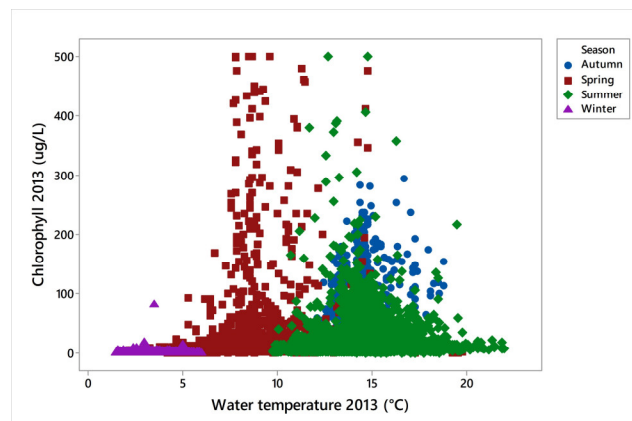 Season
Autumn
Spring
Summer
Winter
500
400
300
200
100
0
Chlorophyll 2013 (ug/L)
0 5 10 15 20
Water temperature 2013 (°C)